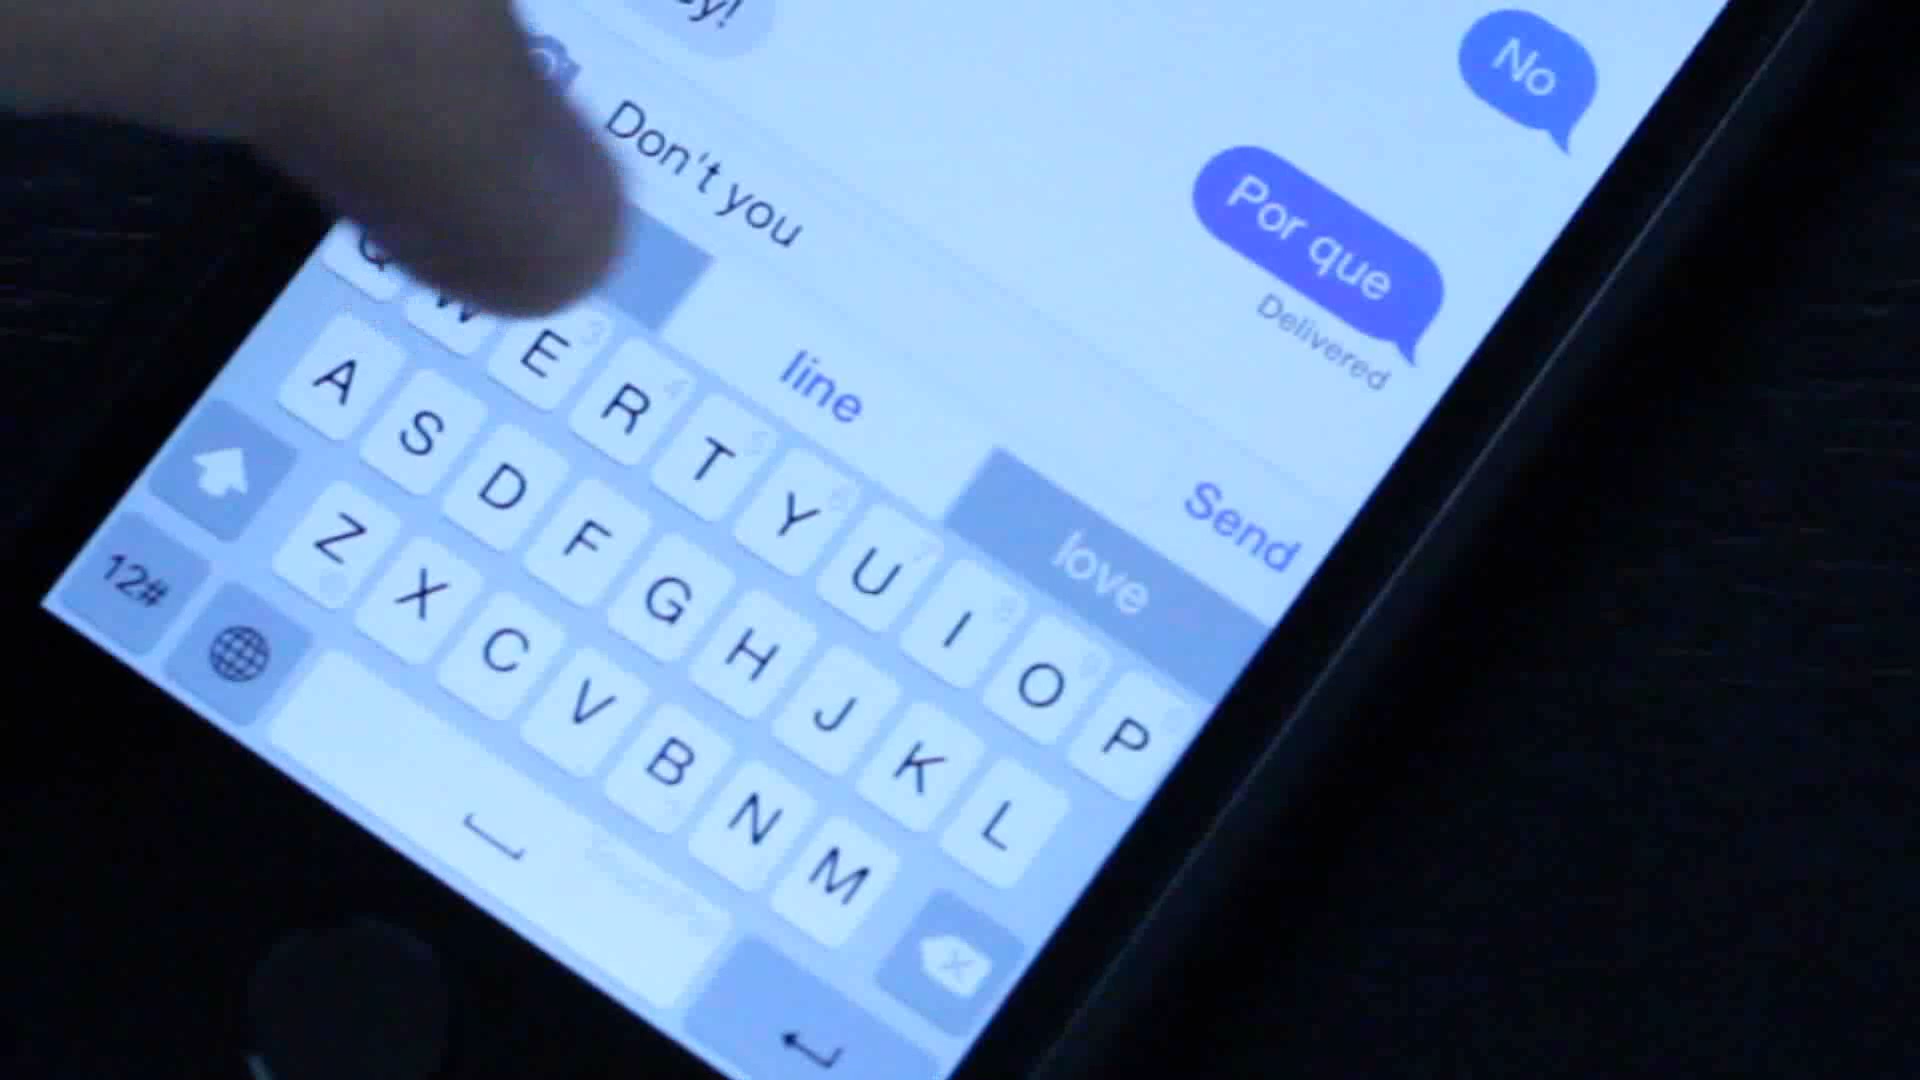 No
Por que
Delivered
Don't you
Send
line
love
E R T Y U I O P
A S D F G H J K L
Z X C V B N M
12#